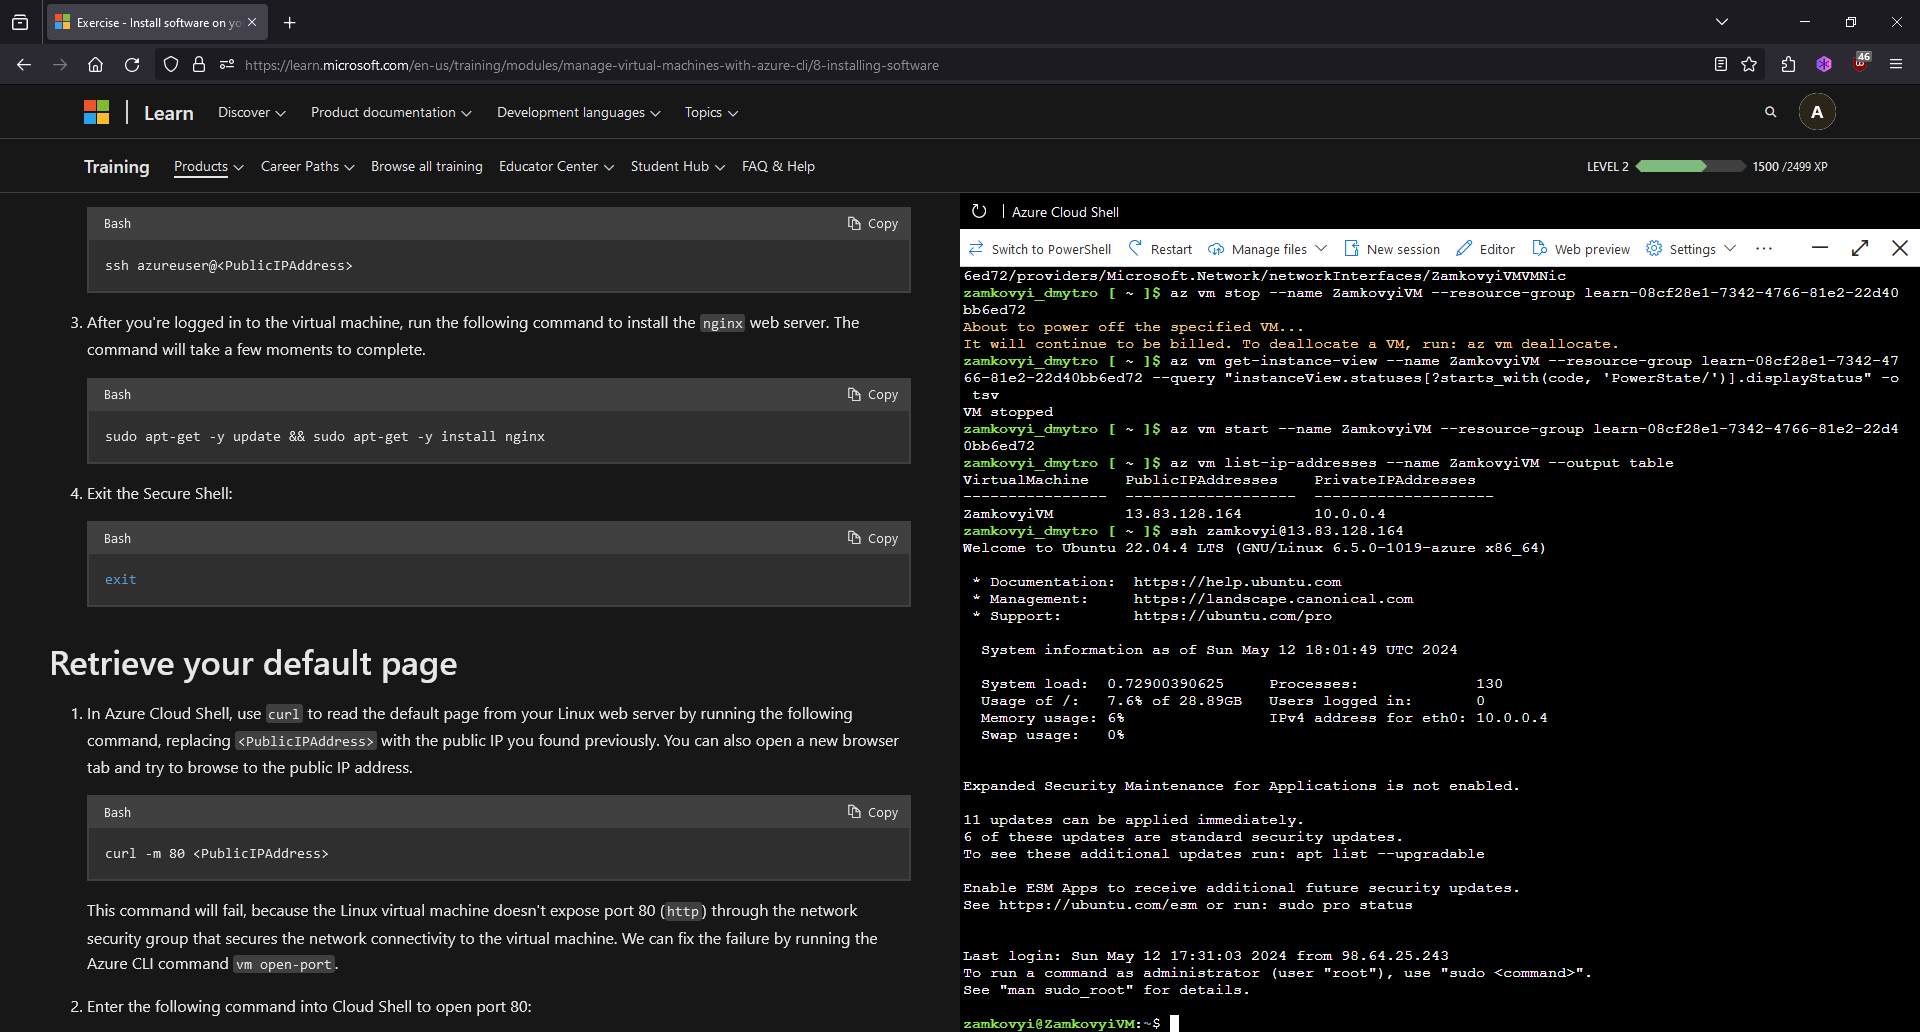 Exercise - Install software on yo
https://learn.microsoft.com/en-us/training/modules/manage-virtual-machines-with-azure-cli/8-installing-software
46
Learn
Discover
Product documentation
Development languages
Topics
A
Training
Products
Career Paths
Browse all training
Educator Center
Student Hub
FAQ & Help
LEVEL 2
1500 /2499 XP
Bash
Copy
ssh azureuser@<PublicIPAddress>
3. After you're logged in to the virtual machine, run the following command to install the nginx web server. The
command will take a few moments to complete.
Bash
Copy
sudo apt-get -y update && sudo apt-get -y install nginx
4. Exit the Secure Shell:
Bash
Copy
exit
Retrieve your default page
1. In Azure Cloud Shell, use curl to read the default page from your Linux web server by running the following
command, replacing <PublicIPAddress> with the public IP you found previously. You can also open a new browser
tab and try to browse to the public IP address.
Bash
Copy
curl -m 80 <PublicIPAddress>
This command will fail, because the Linux virtual machine doesn't expose port 80 (http) through the network
security group that secures the network connectivity to the virtual machine. We can fix the failure by running the
Azure CLI command vm open-port.
2. Enter the following command into Cloud Shell to open port 80:
Azure Cloud Shell
Switch to PowerShell
Restart
Manage files
New session
Editor
Web preview
Settings
6ed72/providers/Microsoft.Network/networkInterfaces/ZamkovyiVMVMNic
zamkovyi_dmytro [ ~ ]$ az vm stop --name ZamkovyiVM --resource-group learn-08cf28e1-7342-4766-81e2-22d40
bb6ed72
About to power off the specified VM...
It will continue to be billed. To deallocate a VM, run: az vm deallocate.
zamkovyi_dmytro [ ~ ]$ az vm get-instance-view --name ZamkovyiVM --resource-group learn-08cf28e1-7342-47
66-81e2-22d40bb6ed72 --query "instanceView.statuses[?starts_with(code, 'PowerState/')].displayStatus" -o
tsv
VM stopped
zamkovyi_dmytro [ ~ ]$ az vm start --name ZamkovyiVM --resource-group learn-08cf28e1-7342-4766-81e2-22d4
0bb6ed72
zamkovyi_dmytro [ ~ ]$ az vm list-ip-addresses --name ZamkovyiVM --output table
VirtualMachine    PublicIPAddresses    PrivateIPAddresses
----------------  -------------------  --------------------
ZamkovyiVM        13.83.128.164        10.0.0.4
zamkovyi_dmytro [ ~ ]$ ssh zamkovyi@13.83.128.164
Welcome to Ubuntu 22.04.4 LTS (GNU/Linux 6.5.0-1019-azure x86_64)
* Documentation:  https://help.ubuntu.com
* Management:     https://landscape.canonical.com
* Support:        https://ubuntu.com/pro
System information as of Sun May 12 18:01:49 UTC 2024
System load:  0.72900390625     Processes:             130
Usage of /:   7.6% of 28.89GB   Users logged in:       0
Memory usage: 6%                IPv4 address for eth0: 10.0.0.4
Swap usage:   0%
Expanded Security Maintenance for Applications is not enabled.
11 updates can be applied immediately.
6 of these updates are standard security updates.
To see these additional updates run: apt list --upgradable
Enable ESM Apps to receive additional future security updates.
See https://ubuntu.com/esm or run: sudo pro status
Last login: Sun May 12 17:31:03 2024 from 98.64.25.243
To run a command as administrator (user "root"), use "sudo <command>".
See "man sudo_root" for details.
zamkovyi@ZamkovyiVM:~$